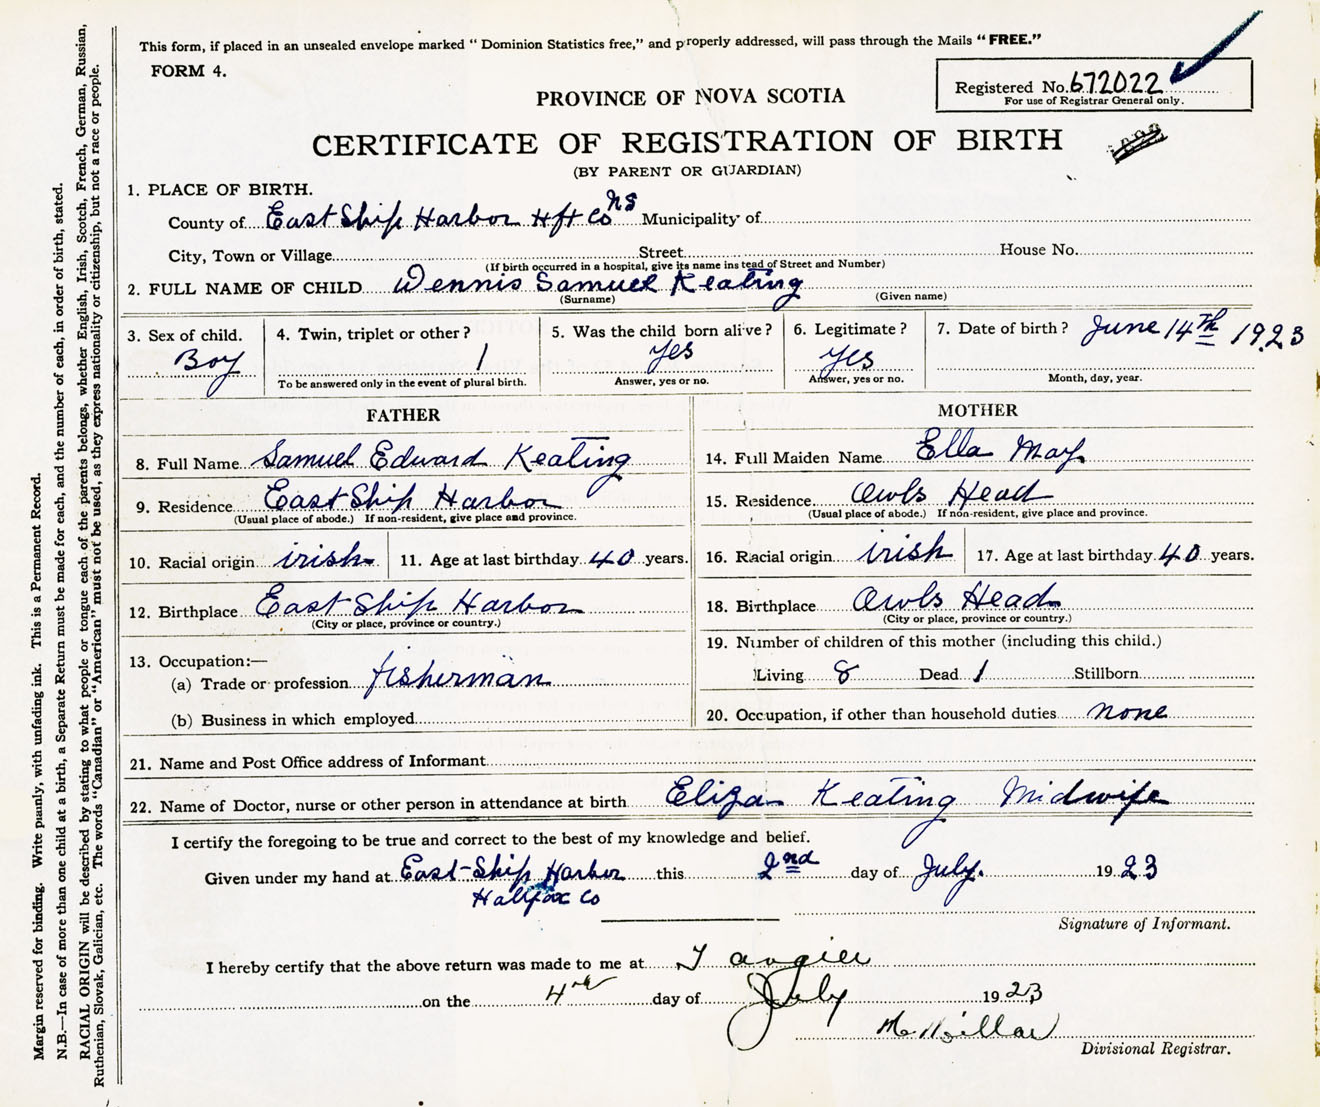 This form, if placed in an unsealed envelope marked " Dominion Statistics free," and properly addressed, will pass through the Mails " FREE."
FORM 4.
Registered No. 672022
For use of Registrar General only.
PROVINCE OF NOVA SCOTIA
CERTIFICATE OF REGISTRATION OF BIRTH
(BY PARENT OR GUARDIAN)
1. PLACE OF BIRTH.
County of East Ship Harbor Hfx Co NS Municipality of
City, Town or Village Street House No.
(If birth occurred in a hospital, give its name instead of Street and Number)
2. FULL NAME OF CHILD Dennis Samuel Keating
(Surname) (Given name)
3. Sex of child. Boy
4. Twin, triplet or other ? 1
To be answered only in the event of plural birth.
5. Was the child born alive ? Yes
Answer, yes or no.
6. Legitimate ? Yes
Answer, yes or no.
7. Date of birth ? June 14th 1923
Month, day, year.
FATHER
8. Full Name Samuel Edward Keating
9. Residence East Ship Harbor
(Usual place of abode.) If non-resident, give place and province.
10. Racial origin irish 11. Age at last birthday 40 years.
12. Birthplace East Ship Harbor
(City or place, province or country.)
13. Occupation:—
(a) Trade or profession fisherman
(b) Business in which employed
MOTHER
14. Full Maiden Name Ella May
15. Residence Owls Head
(Usual place of abode.) If non-resident, give place and province.
16. Racial origin irish 17. Age at last birthday 40 years.
18. Birthplace Owls Head
(City or place, province or country.)
19. Number of children of this mother (including this child.)
Living 8 Dead 1 Stillborn
20. Occupation, if other than household duties none
21. Name and Post Office address of Informant
22. Name of Doctor, nurse or other person in attendance at birth Eliza Keating Midwife
I certify the foregoing to be true and correct to the best of my knowledge and belief.
Given under my hand at East-Ship Harbor this 2nd day of July. 1923
Halifax Co
Signature of Informant.
I hereby certify that the above return was made to me at Tangier
on the 4th day of July 1923
McMillar
Divisional Registrar.
Margin reserved for binding. Write plainly, with unfading ink. This is a Permanent Record.
N.B.—In case of more than one child at a birth, a Separate Return must be made for each, and the number of each, in order of birth, stated.
RACIAL ORIGIN will be described by stating to what people or tongue each of the parents belongs, whether English, Irish, Scotch, French, German, Russian,
Ruthenian, Slovak, Galician, etc. The words "Canadian" or "American" must not be used, as they express nationality or citizenship, but not a race or people.